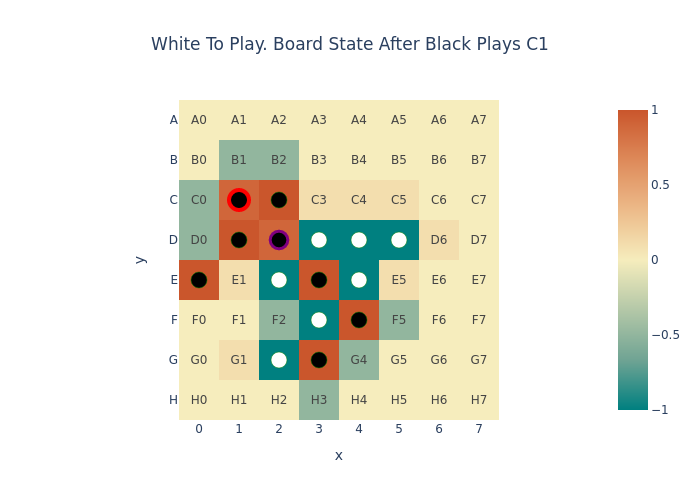 White To Play. Board State After Black Plays C1
A A0 A1 A2 A3 A4 A5 A6 A7
B B0 B1 B2 B3 B4 B5 B6 B7
C C0 C3 C4 C5 C6 C7
D D0 D6 D7
E E1 E5 E6 E7
F F0 F1 F2 F5 F6 F7
G G0 G1 G4 G5 G6 G7
H H0 H1 H2 H3 H4 H5 H6 H7
0 1 2 3 4 5 6 7
x
y
1
0.5
0
−0.5
−1